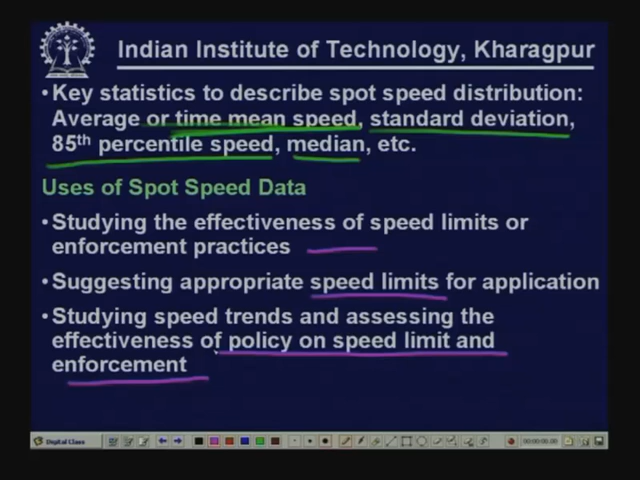 Indian Institute of Technology, Kharagpur
•Key statistics to describe spot speed distribution:
Average or time mean speed, standard deviation,
85th percentile speed, median, etc.
Uses of Spot Speed Data
•Studying the effectiveness of speed limits or
enforcement practices
•Suggesting appropriate speed limits for application
•Studying speed trends and assessing the
effectiveness of policy on speed limit and
enforcement
Digital Class